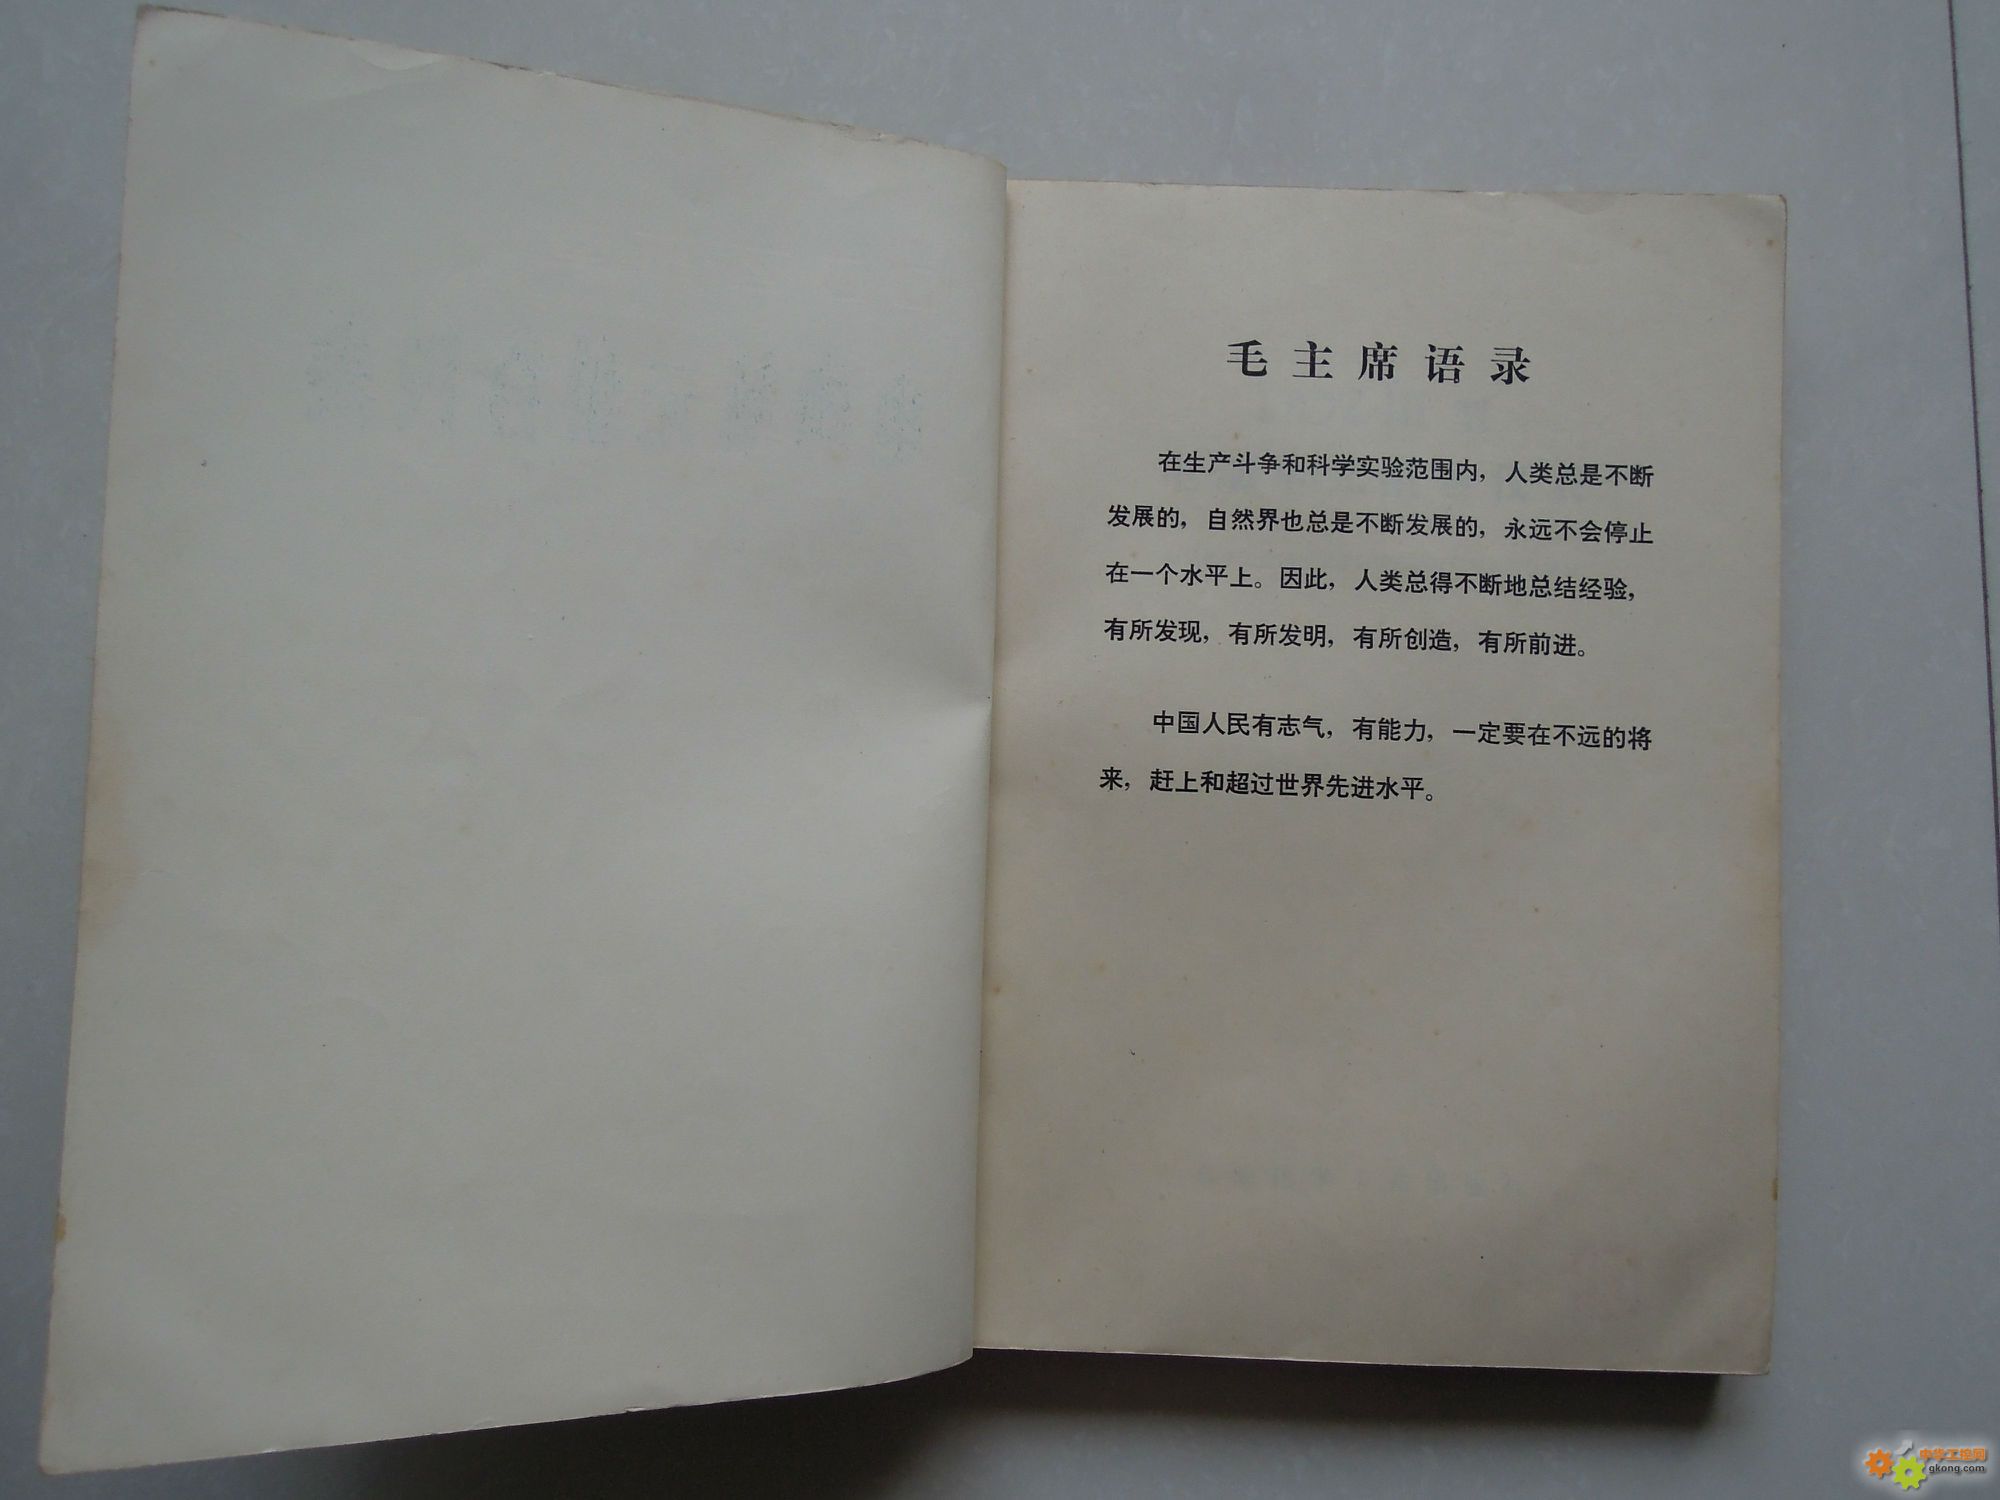 毛主席语录
在生产斗争和科学实验范围内，人类总是不断
发展的，自然界也总是不断发展的，永远不会停止
在一个水平上。因此，人类总得不断地总结经验，
有所发现，有所发明，有所创造，有所前进。
中国人民有志气，有能力，一定要在不远的将
来，赶上和超过世界先进水平。
中华工控网
gkong.com